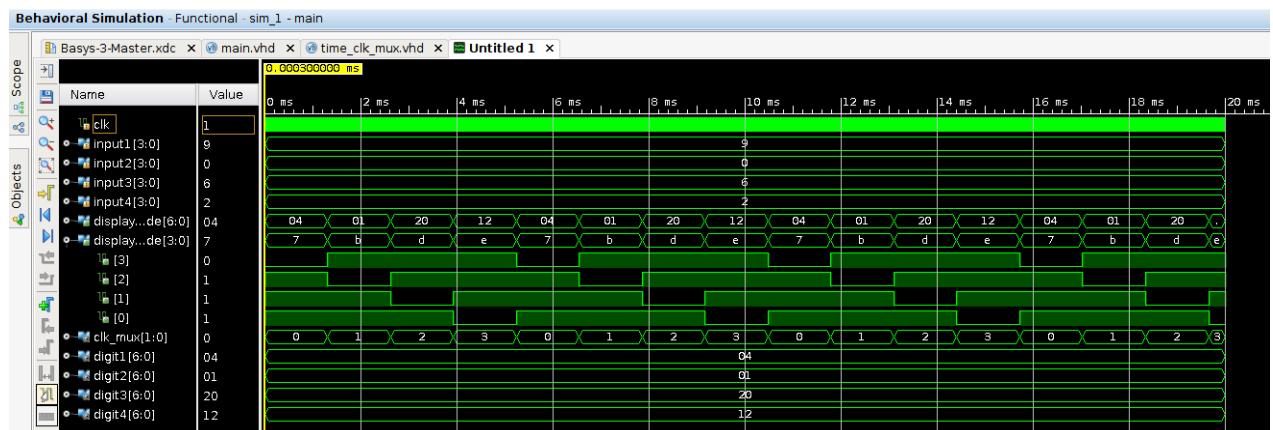 Behavioral Simulation - Functional - sim_1 - main
Basys-3-Master.xdc × main.vhd × time_clk_mux.vhd × Untitled 1 ×
Scope
Objects
0.000300000 ms
Name Value
0 ms 2 ms 4 ms 6 ms 8 ms 10 ms 12 ms 14 ms 16 ms 18 ms 20 ms
clk 1
input1[3:0] 9 9
input2[3:0] 0 0
input3[3:0] 6 6
input4[3:0] 2 2
display...de[6:0] 04 04 01 20 12 04 01 20 12 04 01 20 12 04 01 20 .
display...de[3:0] 7 7 b d e 7 b d e 7 b d e 7 b d e
[3] 0
[2] 1
[1] 1
[0] 1
clk_mux[1:0] 0 0 1 2 3 0 1 2 3 0 1 2 3 0 1 2 3
digit1[6:0] 04 04
digit2[6:0] 01 01
digit3[6:0] 20 20
digit4[6:0] 12 12